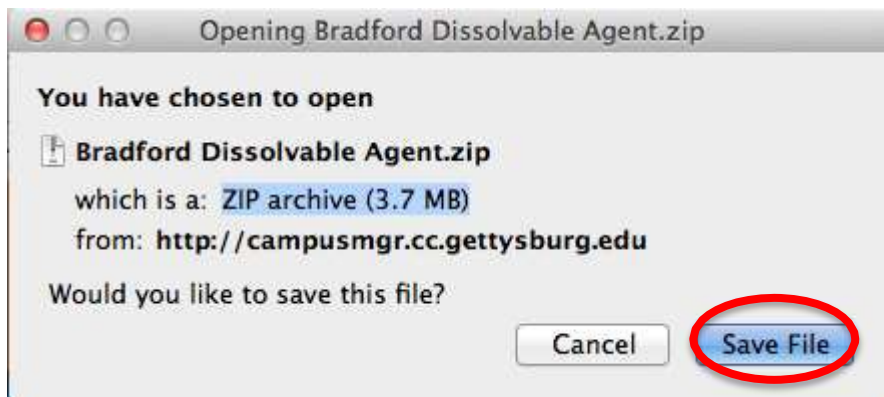 Opening Bradford Dissolvable Agent.zip
You have chosen to open
Bradford Dissolvable Agent.zip
which is a: ZIP archive (3.7 MB)
from: http://campusmgr.cc.gettysburg.edu
Would you like to save this file?
Cancel Save File